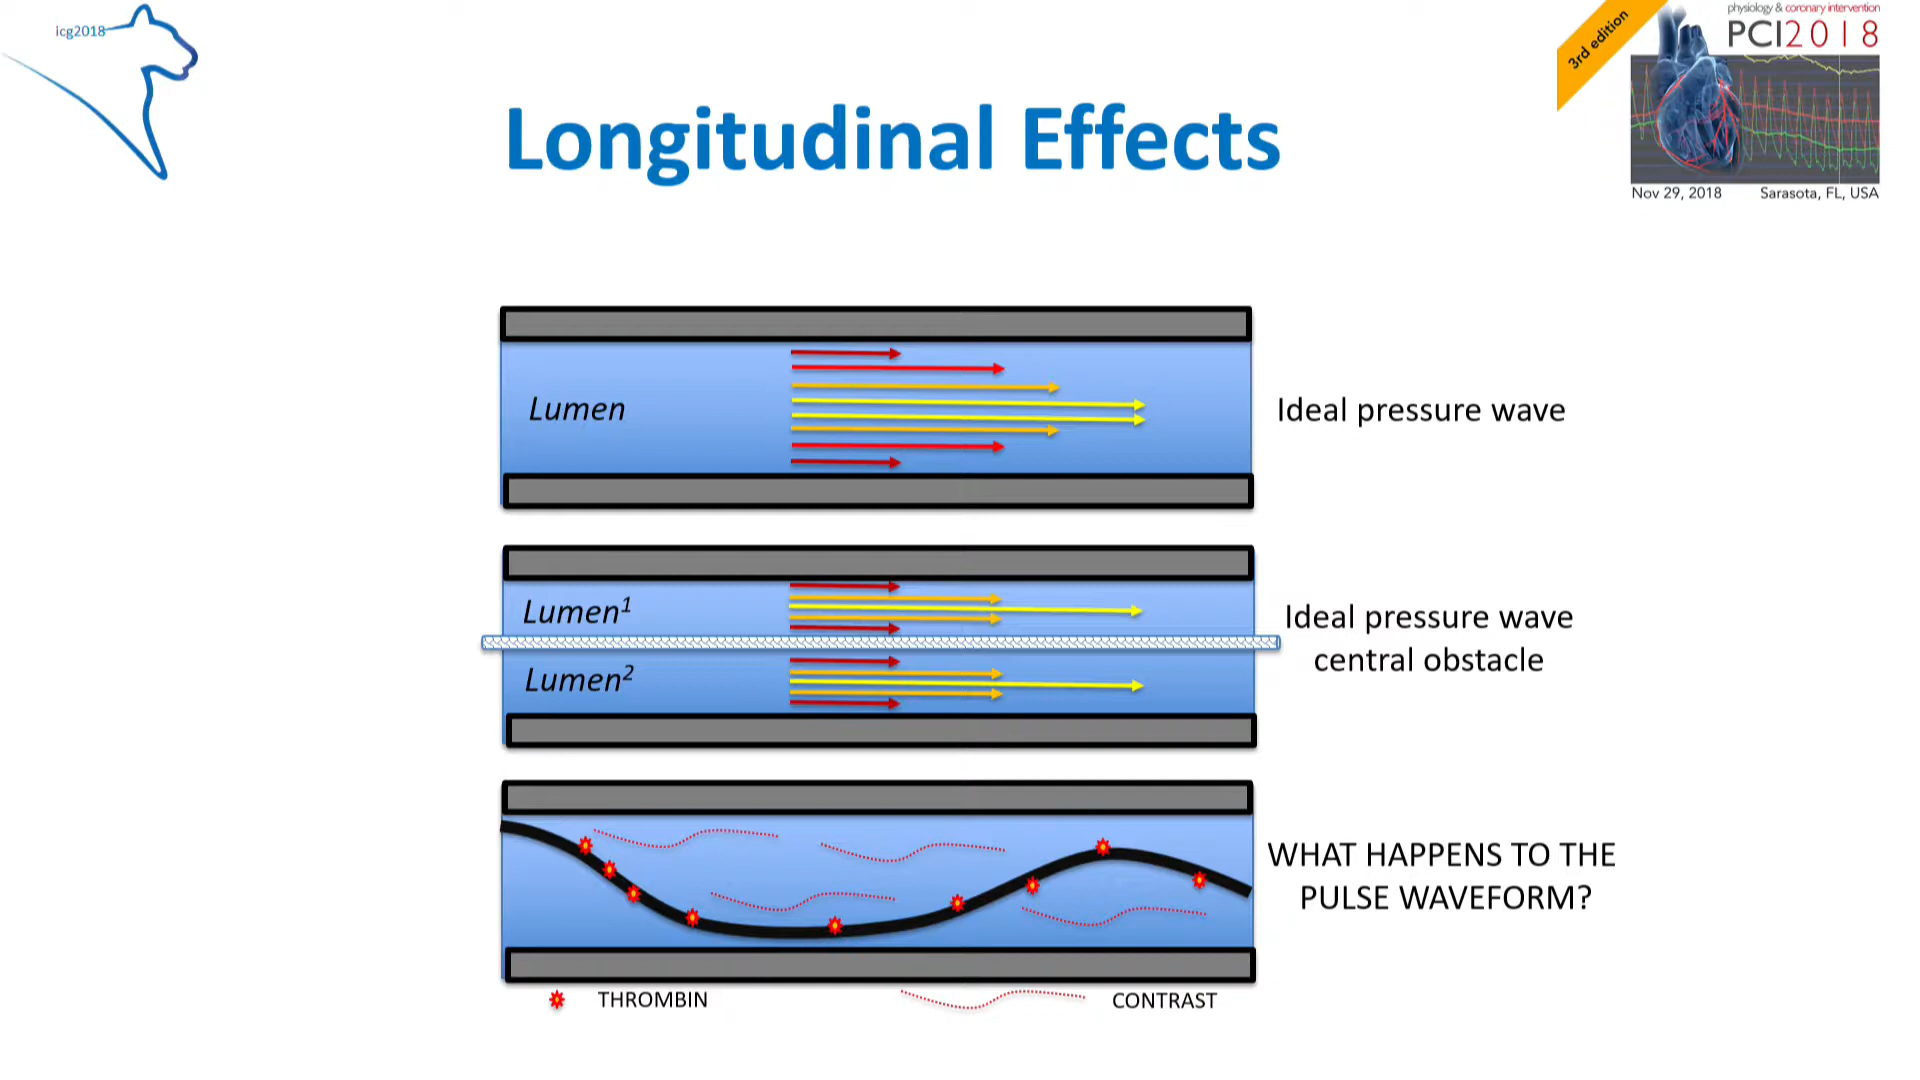 icg2018
3rd edition
physiology & coronary intervention
PCI2018
Nov 29, 2018 Sarasota, FL, USA
Longitudinal Effects
Lumen
Ideal pressure wave
Lumen1
Lumen2
Ideal pressure wave
central obstacle
WHAT HAPPENS TO THE
PULSE WAVEFORM?
THROMBIN CONTRAST